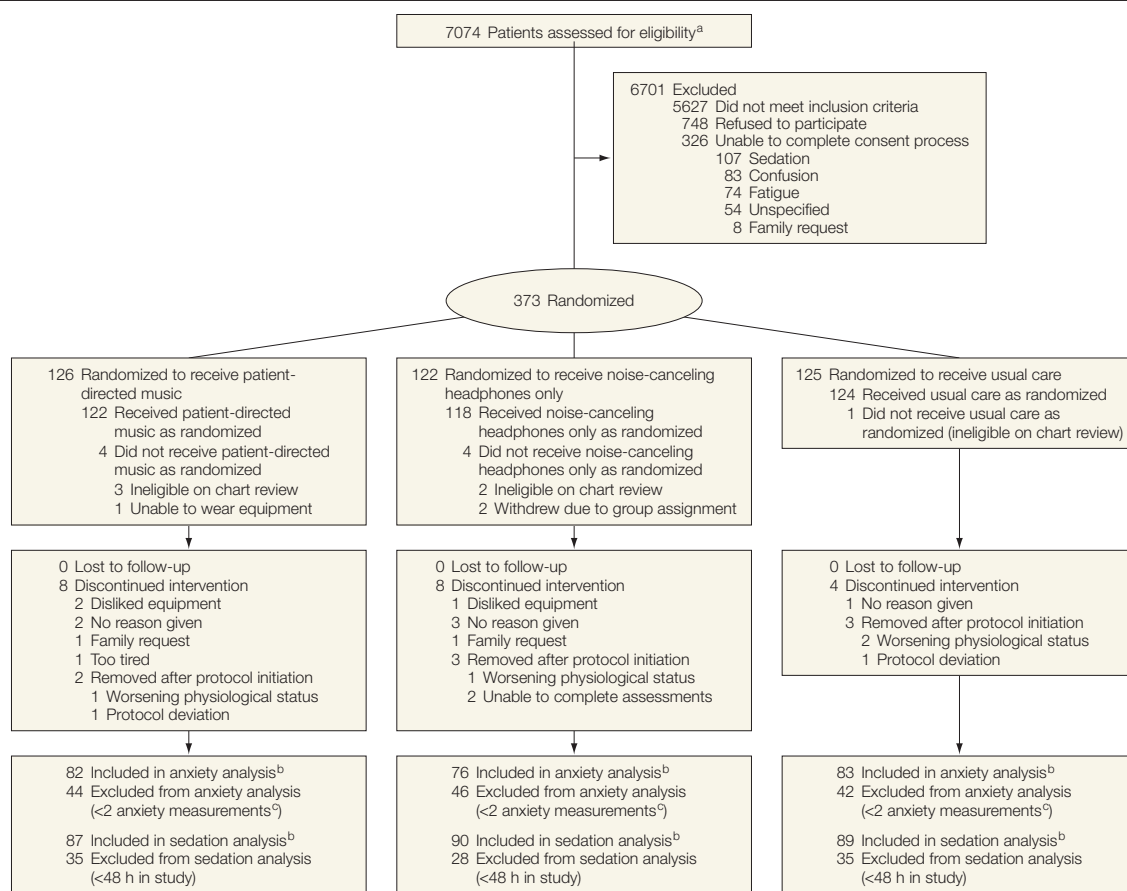 7074 Patients assessed for eligibilitya
6701 Excluded
5627 Did not meet inclusion criteria
748 Refused to participate
326 Unable to complete consent process
107 Sedation
83 Confusion
74 Fatigue
54 Unspecified
8 Family request
373 Randomized
126 Randomized to receive patient-
directed music
122 Received patient-directed
music as randomized
4 Did not receive patient-directed
music as randomized
3 Ineligible on chart review
1 Unable to wear equipment
122 Randomized to receive noise-canceling
headphones only
118 Received noise-canceling
headphones only as randomized
4 Did not receive noise-canceling
headphones only as randomized
2 Ineligible on chart review
2 Withdrew due to group assignment
125 Randomized to receive usual care
124 Received usual care as randomized
1 Did not receive usual care as
randomized (ineligible on chart review)
0 Lost to follow-up
8 Discontinued intervention
2 Disliked equipment
2 No reason given
1 Family request
1 Too tired
2 Removed after protocol initiation
1 Worsening physiological status
1 Protocol deviation
0 Lost to follow-up
8 Discontinued intervention
1 Disliked equipment
3 No reason given
1 Family request
3 Removed after protocol initiation
1 Worsening physiological status
2 Unable to complete assessments
0 Lost to follow-up
4 Discontinued intervention
1 No reason given
3 Removed after protocol initiation
2 Worsening physiological status
1 Protocol deviation
82 Included in anxiety analysisb
44 Excluded from anxiety analysis
(<2 anxiety measurementsc)
87 Included in sedation analysisb
35 Excluded from sedation analysis
(<48 h in study)
76 Included in anxiety analysisb
46 Excluded from anxiety analysis
(<2 anxiety measurementsc)
90 Included in sedation analysisb
28 Excluded from sedation analysis
(<48 h in study)
83 Included in anxiety analysisb
42 Excluded from anxiety analysis
(<2 anxiety measurementsc)
89 Included in sedation analysisb
35 Excluded from sedation analysis
(<48 h in study)